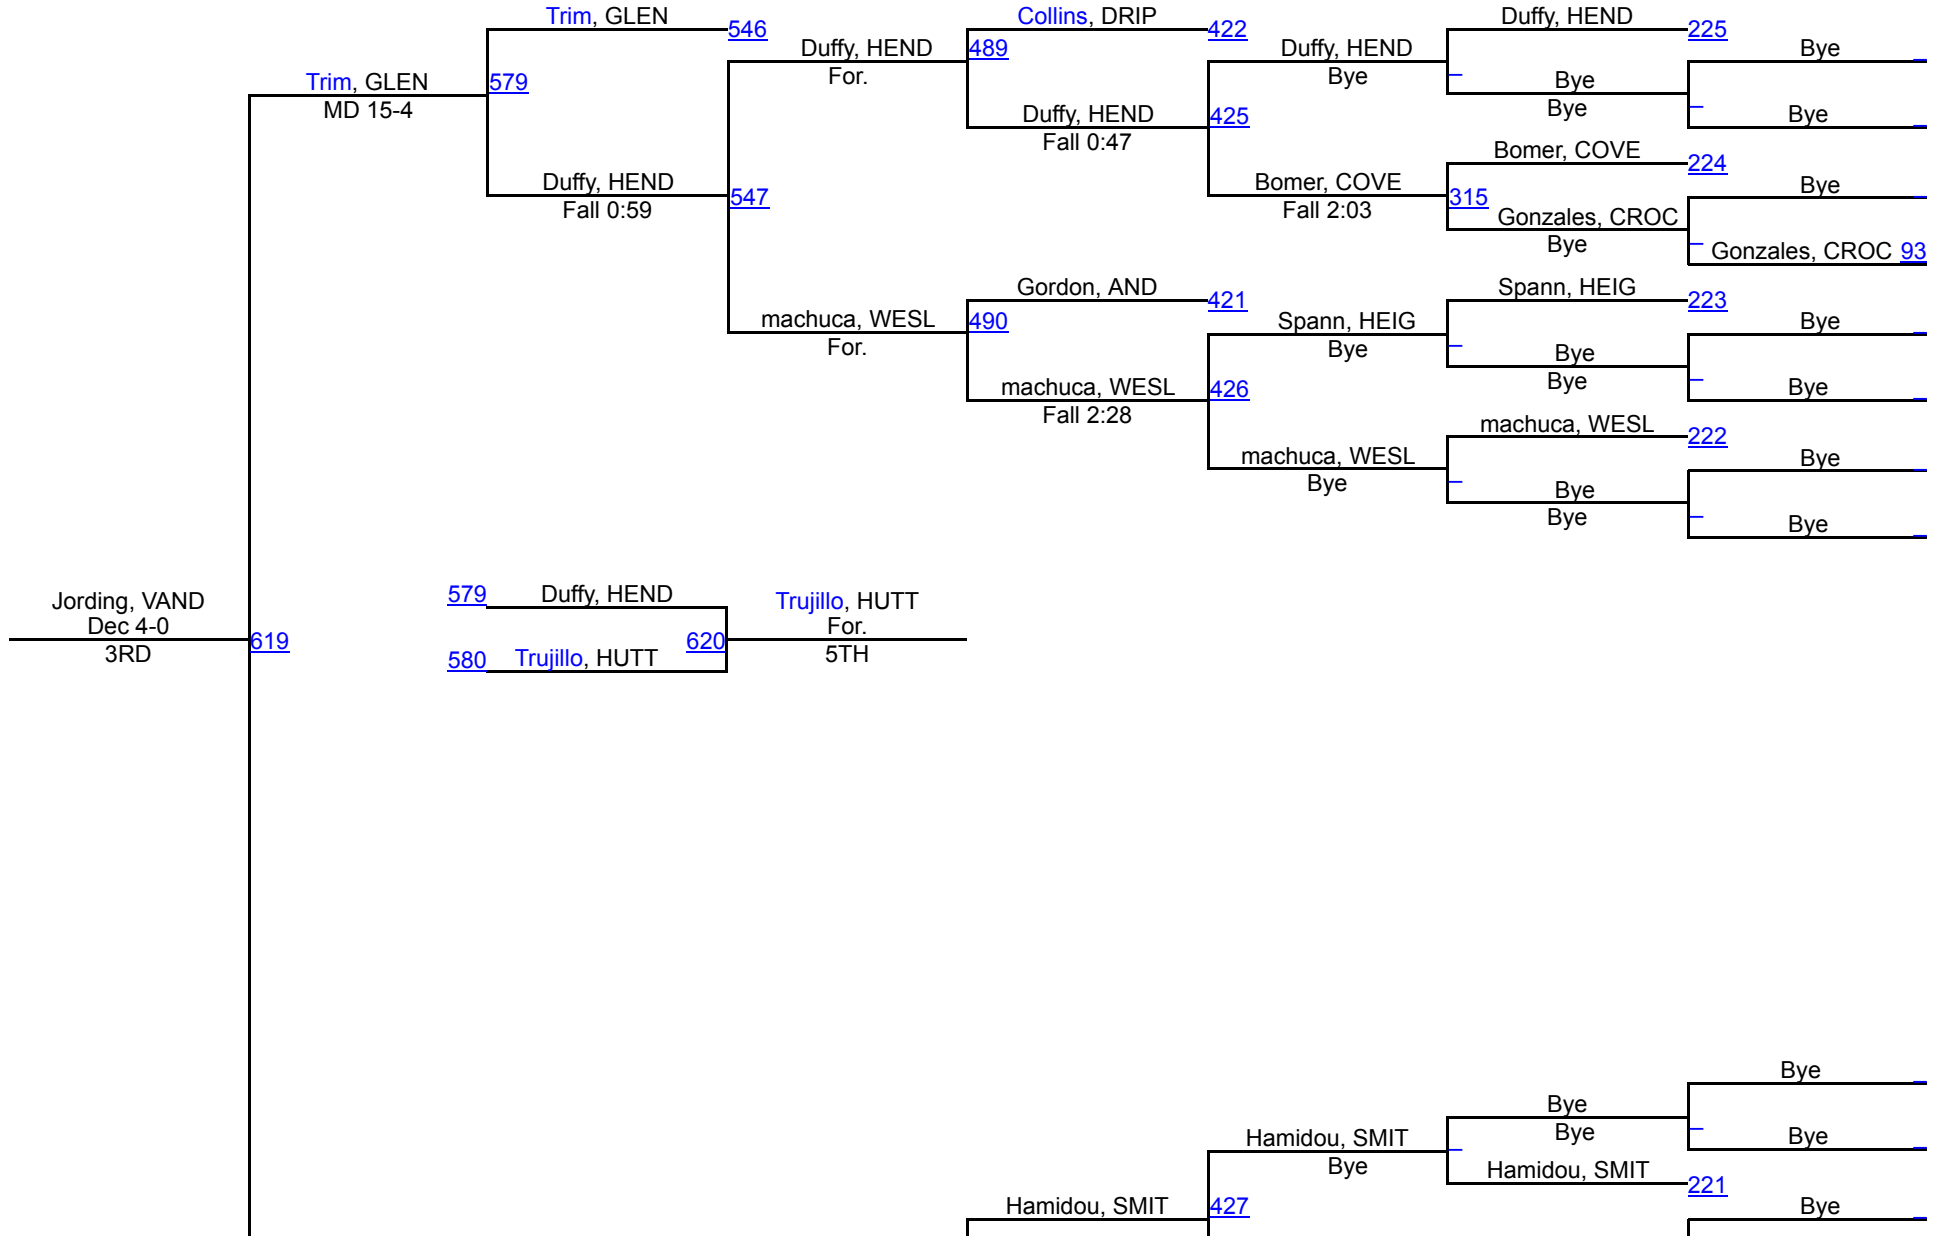 Trim, GLEN
546
Collins, DRIP
422
Duffy, HEND
225
Duffy, HEND
For.
489
Duffy, HEND
Bye
Bye
Trim, GLEN
MD 15-4
579
Bye
Bye
Duffy, HEND
Fall 0:47
425
Bye
Bomer, COVE
224
Duffy, HEND
Fall 0:59
547
Bomer, COVE
Fall 2:03
315
Bye
Gonzales, CROC
Bye
Gonzales, CROC 93
Gordon, AND
421
Spann, HEIG
223
machuca, WESL
For.
490
Spann, HEIG
Bye
Bye
Bye
Bye
machuca, WESL
Fall 2:28
426
Bye
machuca, WESL
222
machuca, WESL
Bye
Bye
Bye
Bye
Bye
Jording, VAND
Dec 4-0
3RD
619
579
Duffy, HEND
580
Trujillo, HUTT
620
Trujillo, HUTT
For.
5TH
Bye
Bye
Bye
Bye
Hamidou, SMIT
Bye
Hamidou, SMIT
221
Hamidou, SMIT
427
Bye